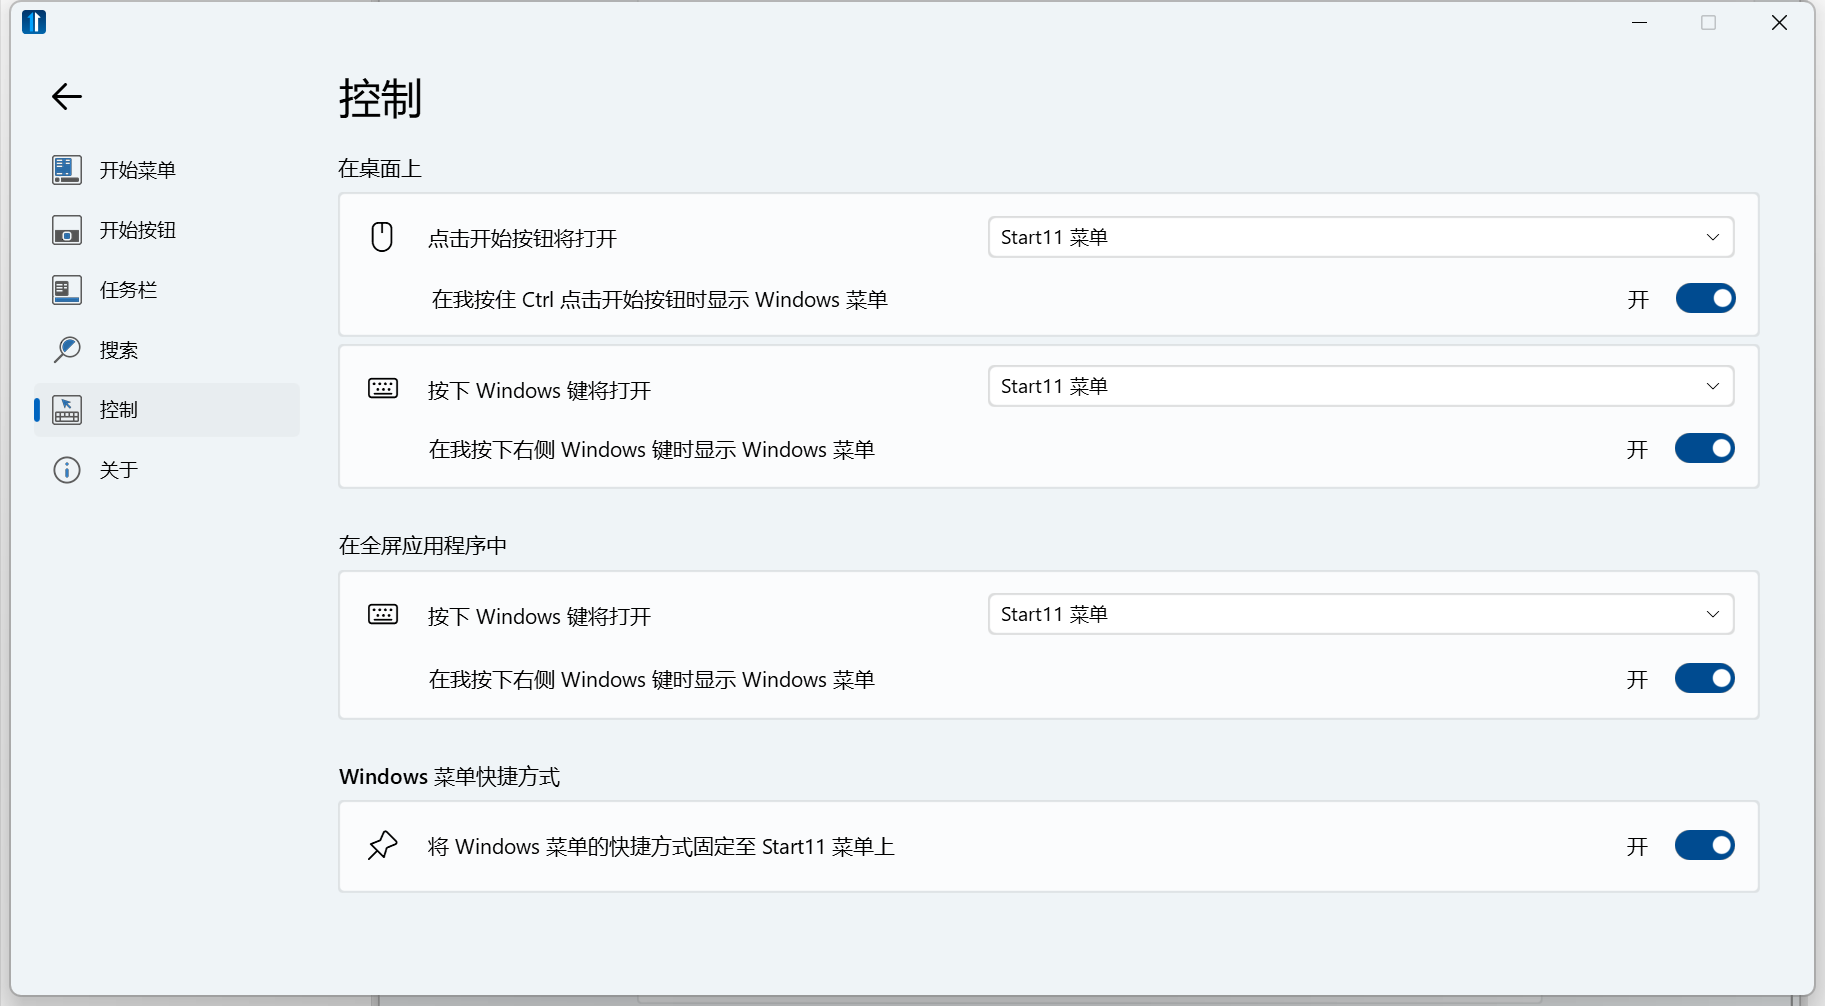 控制
开始菜单
开始按钮
任务栏
搜索
控制
关于
在桌面上
点击开始按钮将打开
Start11 菜单
在我按住 Ctrl 点击开始按钮时显示 Windows 菜单
开
按下 Windows 键将打开
Start11 菜单
在我按下右侧 Windows 键时显示 Windows 菜单
开
在全屏应用程序中
按下 Windows 键将打开
Start11 菜单
在我按下右侧 Windows 键时显示 Windows 菜单
开
Windows 菜单快捷方式
将 Windows 菜单的快捷方式固定至 Start11 菜单上
开